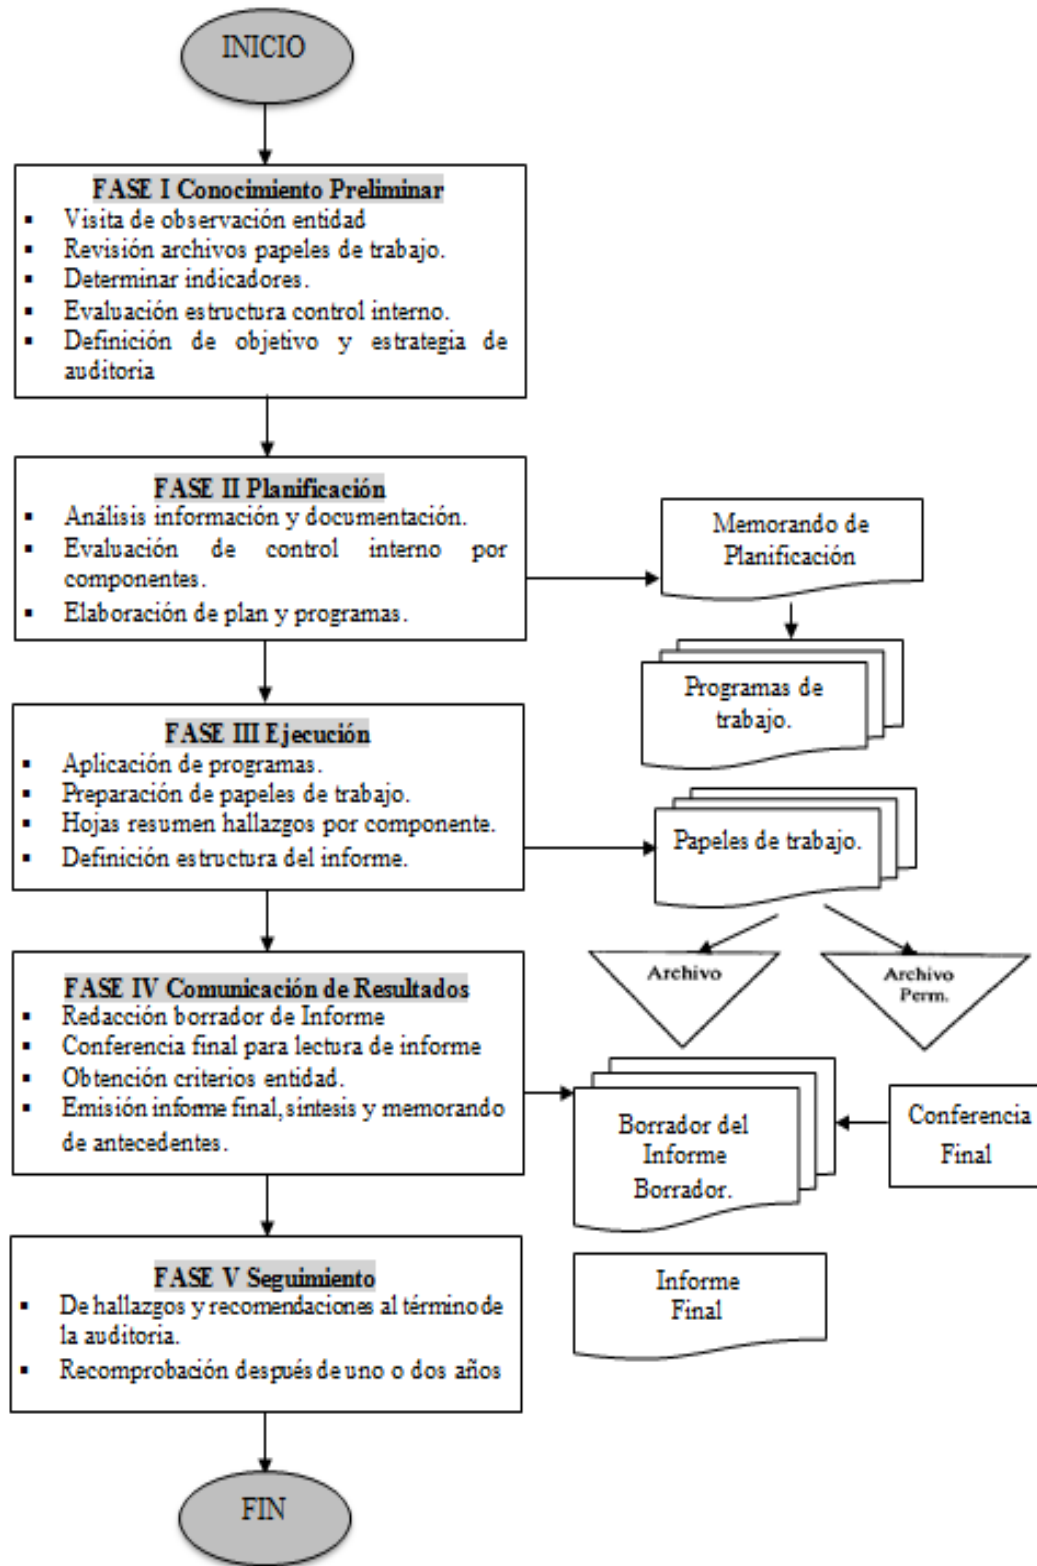 INICIO
FASE I Conocimiento Preliminar
▪ Visita de observación entidad
▪ Revisión archivos papeles de trabajo.
▪ Determinar indicadores.
▪ Evaluación estructura control interno.
▪ Definición de objetivo y estrategia de
auditoria
FASE II Planificación
▪ Análisis información y documentación.
▪ Evaluación de control interno por
componentes.
▪ Elaboración de plan y programas.
Memorando de
Planificación
Programas de
trabajo.
FASE III Ejecución
▪ Aplicación de programas.
▪ Preparación de papeles de trabajo.
▪ Hojas resumen hallazgos por componente.
▪ Definición estructura del informe.
Papeles de trabajo.
Archivo
Archivo
Perm.
FASE IV Comunicación de Resultados
▪ Redacción borrador de Informe
▪ Conferencia final para lectura de informe
▪ Obtención criterios entidad.
▪ Emisión informe final, síntesis y memorando
de antecedentes.
Borrador del
Informe
Borrador.
Conferencia
Final
FASE V Seguimiento
▪ De hallazgos y recomendaciones al término de
la auditoria.
▪ Recomprobación después de uno o dos años
Informe
Final
FIN